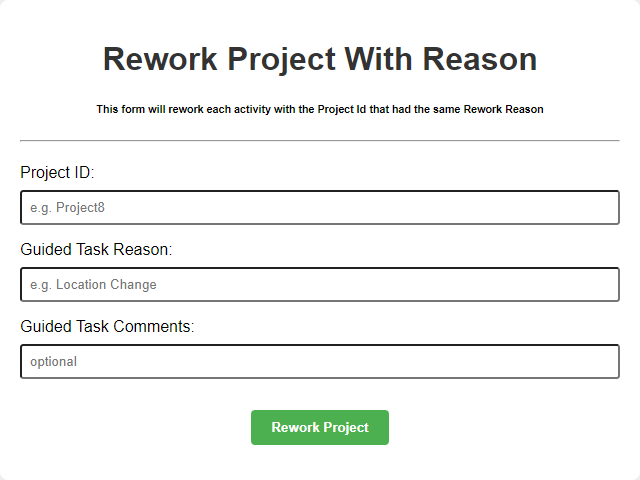 Rework Project With Reason
This form will rework each activity with the Project Id that had the same Rework Reason
Project ID:
e.g. Project8
Guided Task Reason:
e.g. Location Change
Guided Task Comments:
optional
Rework Project